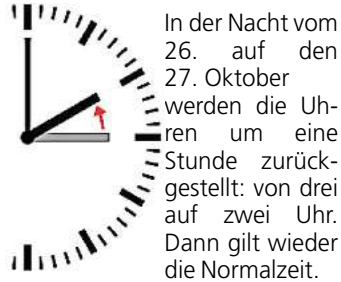 In der Nacht vom
26. auf den
27. Oktober
werden die Uh-
ren um eine
Stunde zurück-
gestellt: von drei
auf zwei Uhr.
Dann gilt wieder
die Normalzeit.